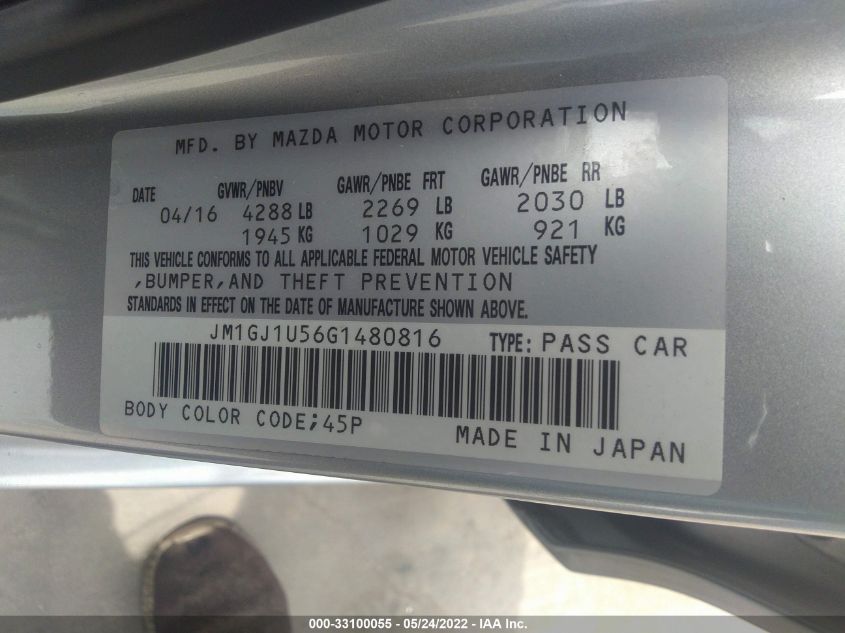 MFD. BY MAZDA MOTOR CORPORATION
DATE GVWR/PNBV GAWR/PNBE FRT GAWR/PNBE RR
04/16 4288 LB 2269 LB 2030 LB
1945 KG 1029 KG 921 KG
THIS VEHICLE CONFORMS TO ALL APPLICABLE FEDERAL MOTOR VEHICLE SAFETY
,BUMPER,AND THEFT PREVENTION
STANDARDS IN EFFECT ON THE DATE OF MANUFACTURE SHOWN ABOVE.
JM1GJ1U56G1480816 TYPE: PASS CAR
BODY COLOR CODE;45P
MADE IN JAPAN
000-33100055 - 05/24/2022 - IAA Inc.